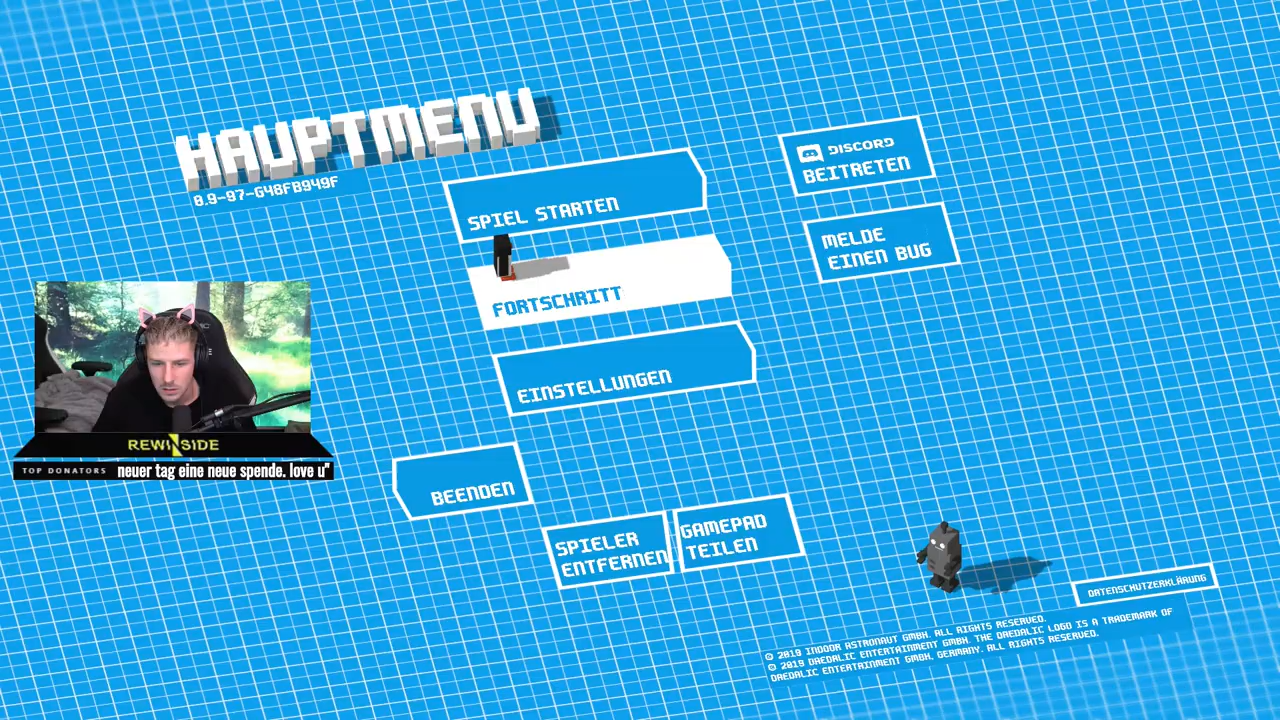 HAUPTMENU
0.9-97-G48FB949F
SPIEL STARTEN
FORTSCHRITT
EINSTELLUNGEN
BEENDEN
SPIELER
ENTFERNEN
GAMEPAD
TEILEN
DISCORD
BEITRETEN
MELDE
EINEN BUG
REWINSIDE
TOP DONATORS
neuer tag eine neue spende. love u"
DATENSCHUTZERKLÄRUNG
© 2019 INDOOR ASTRONAUT GMBH. ALL RIGHTS RESERVED.
© 2019 DAEDALIC ENTERTAINMENT GMBH. THE DAEDALIC LOGO IS A TRADEMARK OF
DAEDALIC ENTERTAINMENT GMBH, GERMANY. ALL RIGHTS RESERVED.